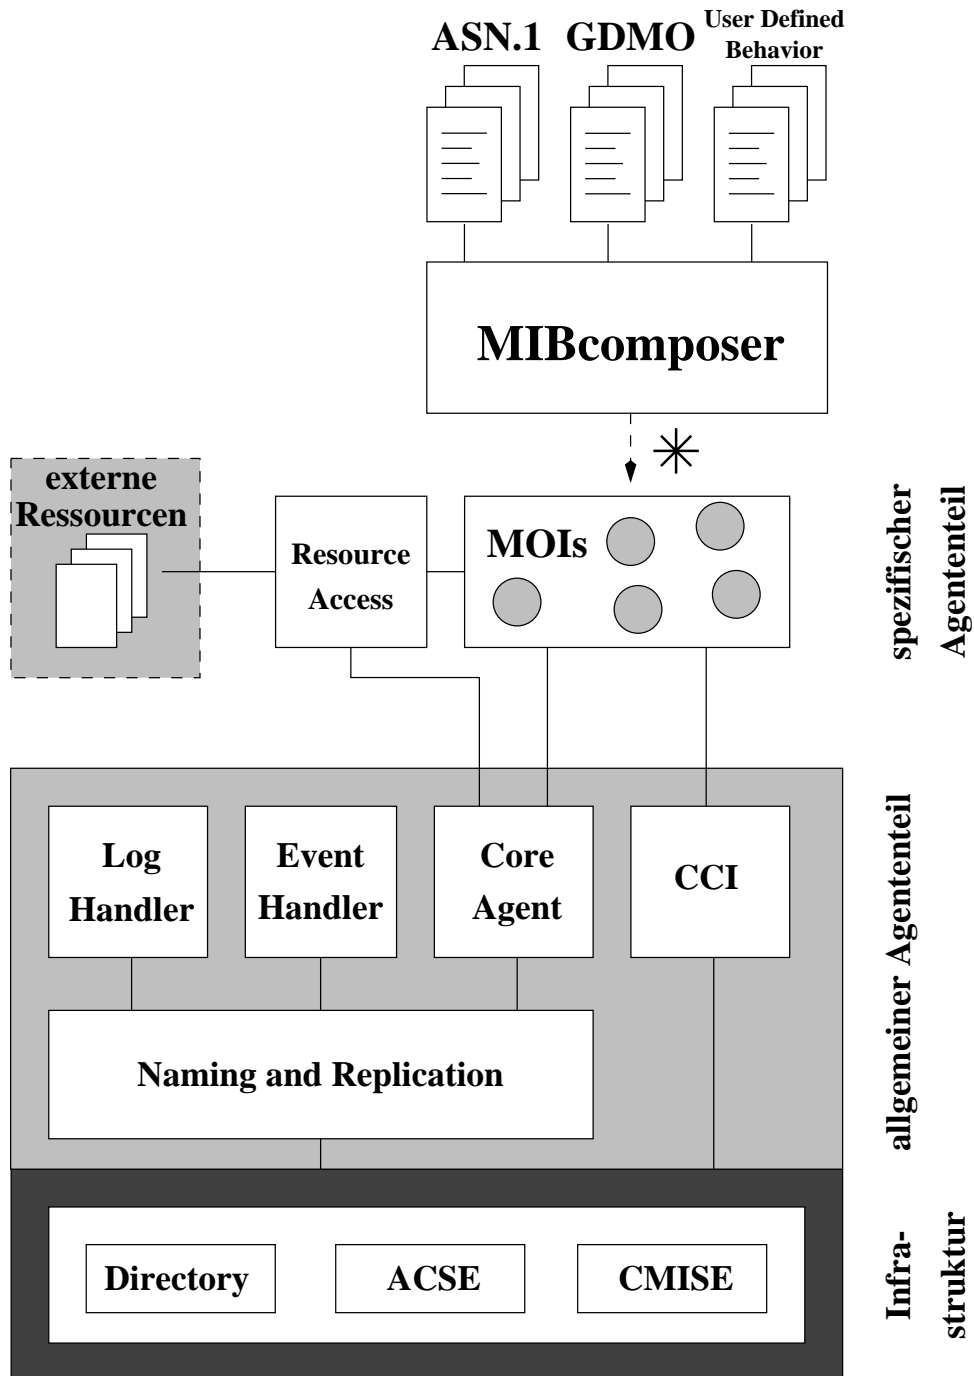 ASN.1
GDMO
User Defined
Behavior
MIBcomposer
externe
Ressourcen
Resource
Access
MOIs
spezifischer
Agententeil
Log
Handler
Event
Handler
Core
Agent
CCI
allgemeiner Agententeil
Naming and Replication
Directory
ACSE
CMISE
Infra-
struktur